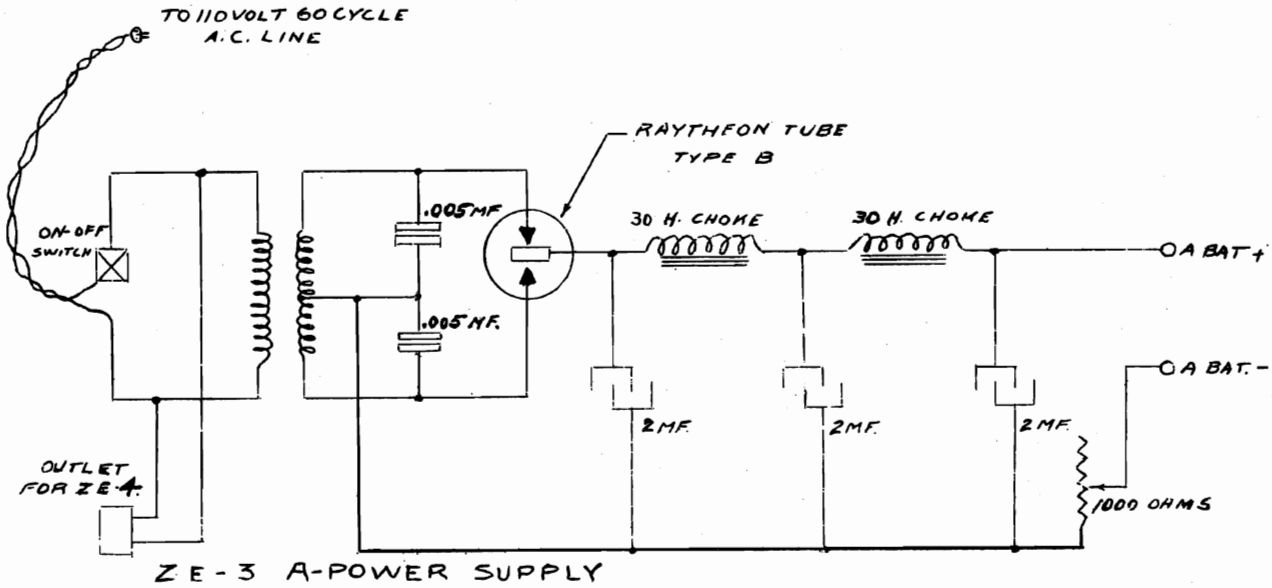 TO 110 VOLT 60 CYCLE
A.C. LINE
RAYTHEON TUBE
TYPE B
ON-OFF
SWITCH
.005 MF
.005 MF.
30 H. CHOKE
30 H. CHOKE
A BAT +
A BAT. -
2 MF.
2 MF.
2 MF.
1000 OHMS
OUTLET
FOR ZE-4.
ZE-3 A-POWER SUPPLY